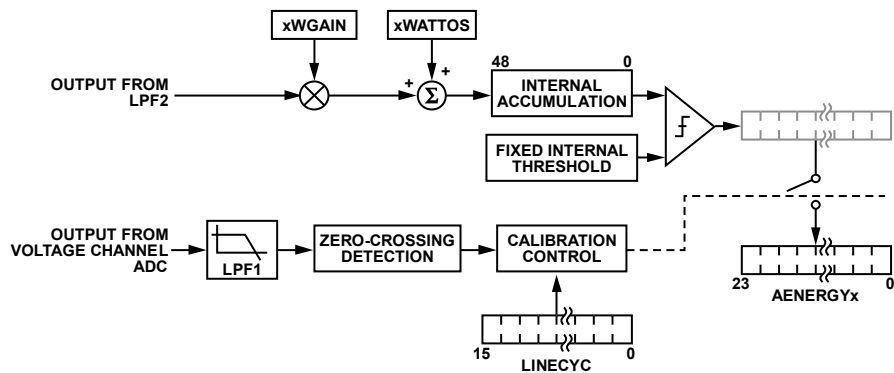 xWGAIN
xWATTOS
OUTPUT FROM
LPF2
+
+
Σ
48
0
INTERNAL
ACCUMULATION
FIXED INTERNAL
THRESHOLD
OUTPUT FROM
VOLTAGE CHANNEL
ADC
LPF1
ZERO-CROSSING
DETECTION
CALIBRATION
CONTROL
23
0
AENERGYx
15
0
LINECYC